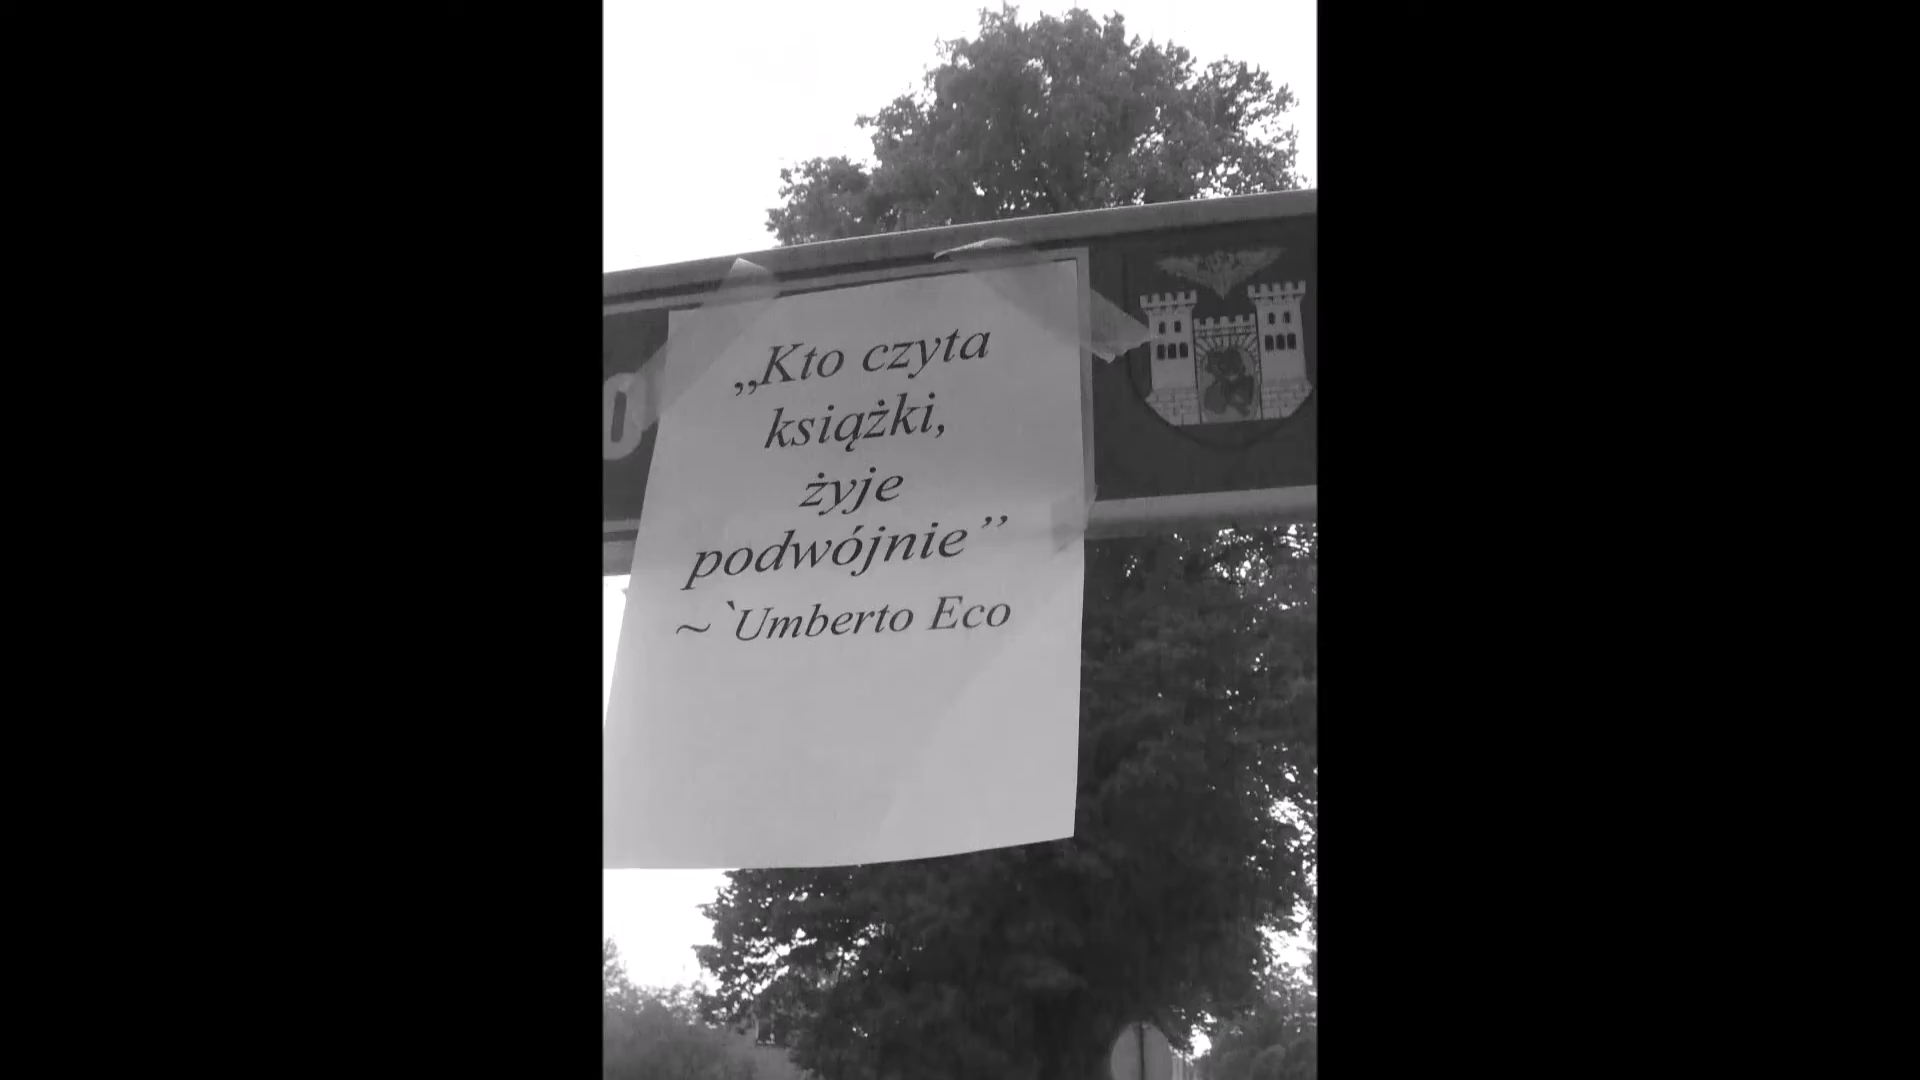 „Kto czyta
książki,
żyje
podwójnie”
~ `Umberto Eco